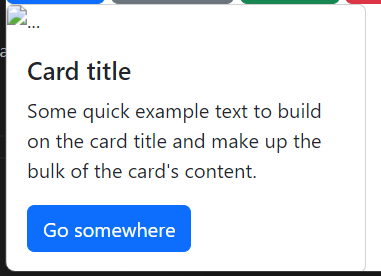 ...
Card title
Some quick example text to build
on the card title and make up the
bulk of the card's content.
Go somewhere